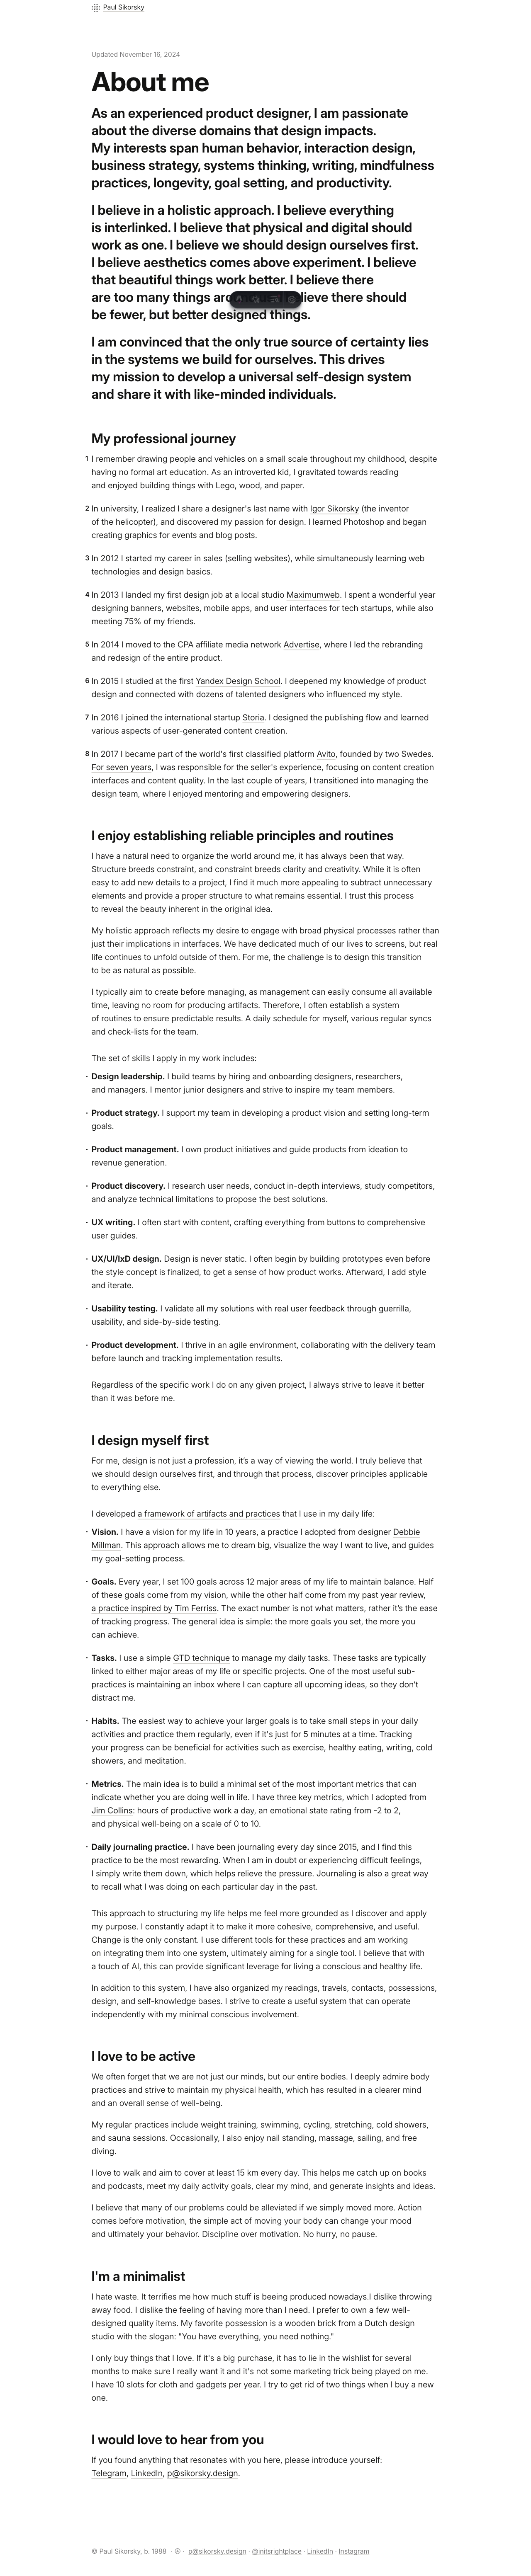 Paul Sikorsky
Updated November 16, 2024
About me
As an experienced product designer, I am passionate
about the diverse domains that design impacts.
My interests span human behavior, interaction design,
business strategy, systems thinking, writing, mindfulness
practices, longevity, goal setting, and productivity.
I believe in a holistic approach. I believe everything
is interlinked. I believe that physical and digital should
work as one. I believe we should design ourselves first.
I believe aesthetics comes above experiment. I believe
that beautiful things work better. I believe there
are too many things lieve there should
be fewer, but better designed things.
I am convinced that the only true source of certainty lies
in the systems we build for ourselves. This drives
my mission to develop a universal self-design system
and share it with like-minded individuals.
My professional journey
1 I remember drawing people and vehicles on a small scale throughout my childhood, despite
having no formal art education. As an introverted kid, I gravitated towards reading
and enjoyed building things with Lego, wood, and paper.
2 In university, I realized I share a designer's last name with Igor Sikorsky (the inventor
of the helicopter), and discovered my passion for design. I learned Photoshop and began
creating graphics for events and blog posts.
3 In 2012 I started my career in sales (selling websites), while simultaneously learning web
technologies and design basics.
4 In 2013 I landed my first design job at a local studio Maximumweb. I spent a wonderful year
designing banners, websites, mobile apps, and user interfaces for tech startups, while also
meeting 75% of my friends.
5 In 2014 I moved to the CPA affiliate media network Advertise, where I led the rebranding
and redesign of the entire product.
6 In 2015 I studied at the first Yandex Design School. I deepened my knowledge of product
design and connected with dozens of talented designers who influenced my style.
7 In 2016 I joined the international startup Storia. I designed the publishing flow and learned
various aspects of user-generated content creation.
8 In 2017 I became part of the world's first classified platform Avito, founded by two Swedes.
For seven years, I was responsible for the seller's experience, focusing on content creation
interfaces and content quality. In the last couple of years, I transitioned into managing the
design team, where I enjoyed mentoring and empowering designers.
I enjoy establishing reliable principles and routines
I have a natural need to organize the world around me, it has always been that way.
Structure breeds constraint, and constraint breeds clarity and creativity. While it is often
easy to add new details to a project, I find it much more appealing to subtract unnecessary
elements and provide a proper structure to what remains essential. I trust this process
to reveal the beauty inherent in the original idea.
My holistic approach reflects my desire to engage with broad physical processes rather than
just their implications in interfaces. We have dedicated much of our lives to screens, but real
life continues to unfold outside of them. For me, the challenge is to design this transition
to be as natural as possible.
I typically aim to create before managing, as management can easily consume all available
time, leaving no room for producing artifacts. Therefore, I often establish a system
of routines to ensure predictable results. A daily schedule for myself, various regular syncs
and check-lists for the team.
The set of skills I apply in my work includes:
· Design leadership. I build teams by hiring and onboarding designers, researchers,
and managers. I mentor junior designers and strive to inspire my team members.
· Product strategy. I support my team in developing a product vision and setting long-term
goals.
· Product management. I own product initiatives and guide products from ideation to
revenue generation.
· Product discovery. I research user needs, conduct in-depth interviews, study competitors,
and analyze technical limitations to propose the best solutions.
· UX writing. I often start with content, crafting everything from buttons to comprehensive
user guides.
· UX/UI/IxD design. Design is never static. I often begin by building prototypes even before
the style concept is finalized, to get a sense of how product works. Afterward, I add style
and iterate.
· Usability testing. I validate all my solutions with real user feedback through guerrilla,
usability, and side-by-side testing.
· Product development. I thrive in an agile environment, collaborating with the delivery team
before launch and tracking implementation results.
Regardless of the specific work I do on any given project, I always strive to leave it better
than it was before me.
I design myself first
For me, design is not just a profession, it's a way of viewing the world. I truly believe that
we should design ourselves first, and through that process, discover principles applicable
to everything else.
I developed a framework of artifacts and practices that I use in my daily life:
· Vision. I have a vision for my life in 10 years, a practice I adopted from designer Debbie
Millman. This approach allows me to dream big, visualize the way I want to live, and guides
my goal-setting process.
· Goals. Every year, I set 100 goals across 12 major areas of my life to maintain balance. Half
of these goals come from my vision, while the other half come from my past year review,
a practice inspired by Tim Ferriss. The exact number is not what matters, rather it's the ease
of tracking progress. The general idea is simple: the more goals you set, the more you
can achieve.
· Tasks. I use a simple GTD technique to manage my daily tasks. These tasks are typically
linked to either major areas of my life or specific projects. One of the most useful sub-
practices is maintaining an inbox where I can capture all upcoming ideas, so they don't
distract me.
· Habits. The easiest way to achieve your larger goals is to take small steps in your daily
activities and practice them regularly, even if it's just for 5 minutes at a time. Tracking
your progress can be beneficial for activities such as exercise, healthy eating, writing, cold
showers, and meditation.
· Metrics. The main idea is to build a minimal set of the most important metrics that can
indicate whether you are doing well in life. I have three key metrics, which I adopted from
Jim Collins: hours of productive work a day, an emotional state rating from -2 to 2,
and physical well-being on a scale of 0 to 10.
· Daily journaling practice. I have been journaling every day since 2015, and I find this
practice to be the most rewarding. When I am in doubt or experiencing difficult feelings,
I simply write them down, which helps relieve the pressure. Journaling is also a great way
to recall what I was doing on each particular day in the past.
This approach to structuring my life helps me feel more grounded as I discover and apply
my purpose. I constantly adapt it to make it more cohesive, comprehensive, and useful.
Change is the only constant. I use different tools for these practices and am working
on integrating them into one system, ultimately aiming for a single tool. I believe that with
a touch of AI, this can provide significant leverage for living a conscious and healthy life.
In addition to this system, I have also organized my readings, travels, contacts, possessions,
design, and self-knowledge bases. I strive to create a useful system that can operate
independently with my minimal conscious involvement.
I love to be active
We often forget that we are not just our minds, but our entire bodies. I deeply admire body
practices and strive to maintain my physical health, which has resulted in a clearer mind
and an overall sense of well-being.
My regular practices include weight training, swimming, cycling, stretching, cold showers,
and sauna sessions. Occasionally, I also enjoy nail standing, massage, sailing, and free
diving.
I love to walk and aim to cover at least 15 km every day. This helps me catch up on books
and podcasts, meet my daily activity goals, clear my mind, and generate insights and ideas.
I believe that many of our problems could be alleviated if we simply moved more. Action
comes before motivation, the simple act of moving your body can change your mood
and ultimately your behavior. Discipline over motivation. No hurry, no pause.
I'm a minimalist
I hate waste. It terrifies me how much stuff is beeing produced nowadays.I dislike throwing
away food. I dislike the feeling of having more than I need. I prefer to own a few well-
designed quality items. My favorite possession is a wooden brick from a Dutch design
studio with the slogan: "You have everything, you need nothing."
I only buy things that I love. If it's a big purchase, it has to lie in the wishlist for several
months to make sure I really want it and it's not some marketing trick being played on me.
I have 10 slots for cloth and gadgets per year. I try to get rid of two things when I buy a new
one.
I would love to hear from you
If you found anything that resonates with you here, please introduce yourself:
Telegram, LinkedIn, p@sikorsky.design.
© Paul Sikorsky, b. 1988 · · p@sikorsky.design · @initsrightplace · LinkedIn · Instagram